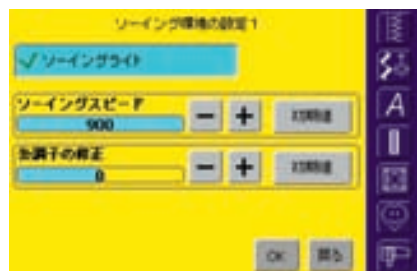 ソーイング環境の設定1
ソーイングライト
ソーイングスピード
900
− +
初期値
糸調子の修正
0
− +
初期値
OK 戻る
A